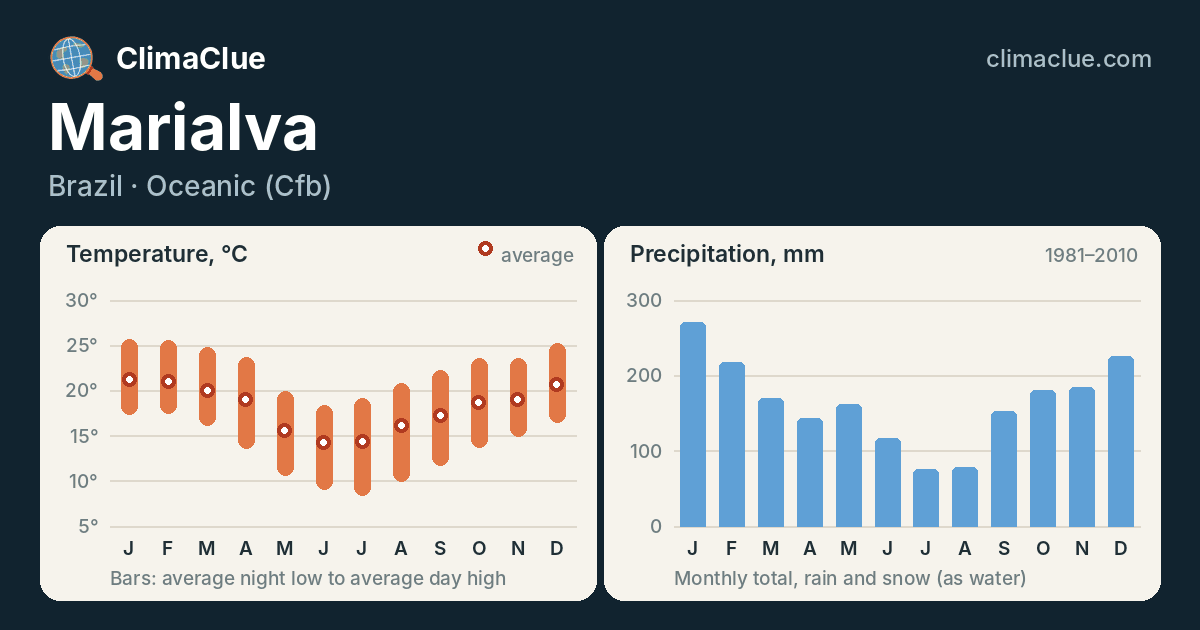 ClimaClue
climaclue.com
Marialva
Brazil · Oceanic (Cfb)
Temperature, °C
average
30°
25°
20°
15°
10°
5°
J F M A M J J A S O N D
Bars: average night low to average day high
Precipitation, mm
1981–2010
300
200
100
0
J F M A M J J A S O N D
Monthly total, rain and snow (as water)